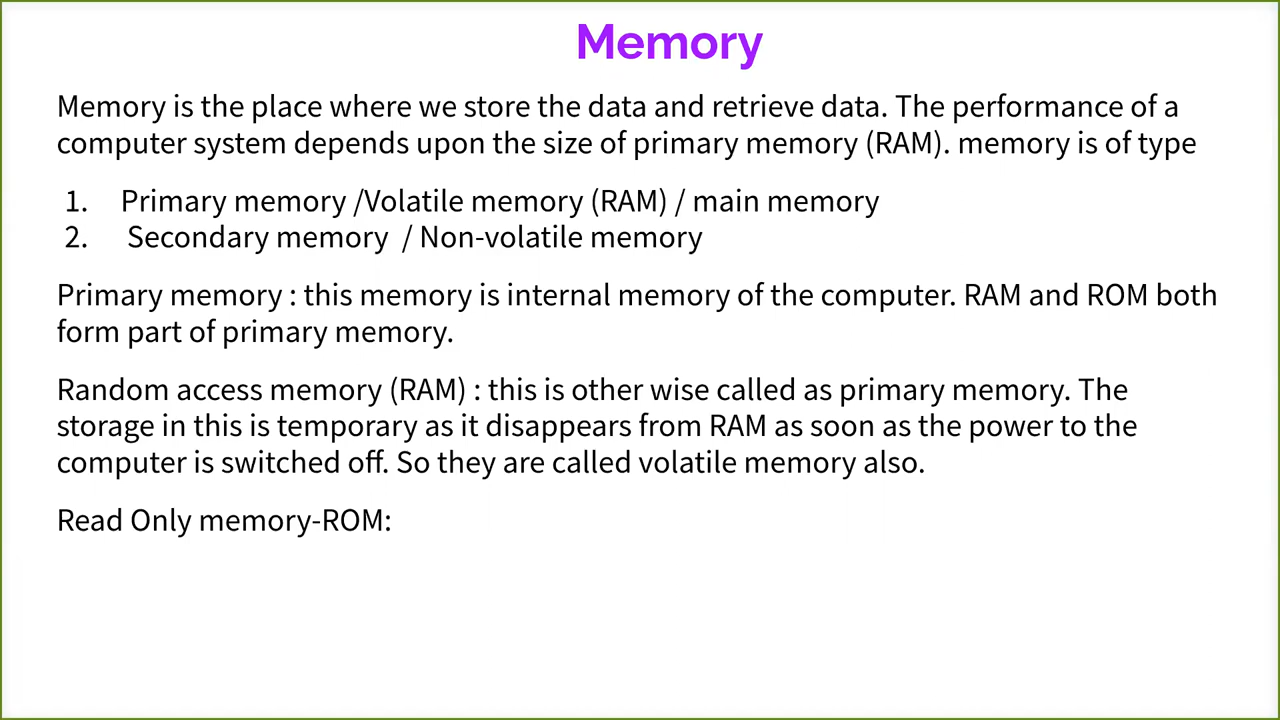 Memory
Memory is the place where we store the data and retrieve data. The performance of a
computer system depends upon the size of primary memory (RAM). memory is of type
1. Primary memory /Volatile memory (RAM) / main memory
2. Secondary memory / Non-volatile memory
Primary memory : this memory is internal memory of the computer. RAM and ROM both
form part of primary memory.
Random access memory (RAM) : this is other wise called as primary memory. The
storage in this is temporary as it disappears from RAM as soon as the power to the
computer is switched off. So they are called volatile memory also.
Read Only memory-ROM: